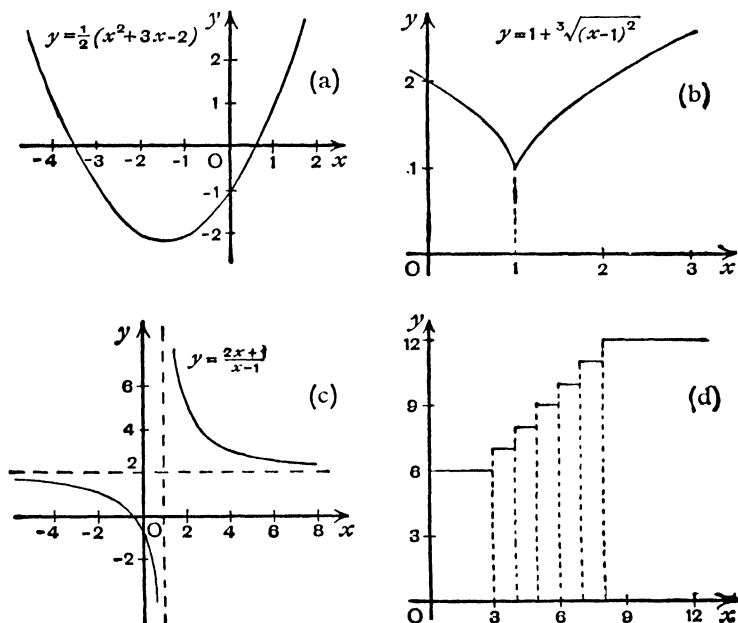 y=½(x²+3x-2)
y
2
1
(a)
-4 -3 -2 -1 O 1 2 x
-1
-2
y
y=1+³√(x-1)²
2
(b)
1
O 1 2 3 x
y
6
4
2
y=2x+1/x-1
(c)
-4 -2 O 2 4 6 8 x
-2
y
12
9
6
3
(d)
O 3 6 9 12 x